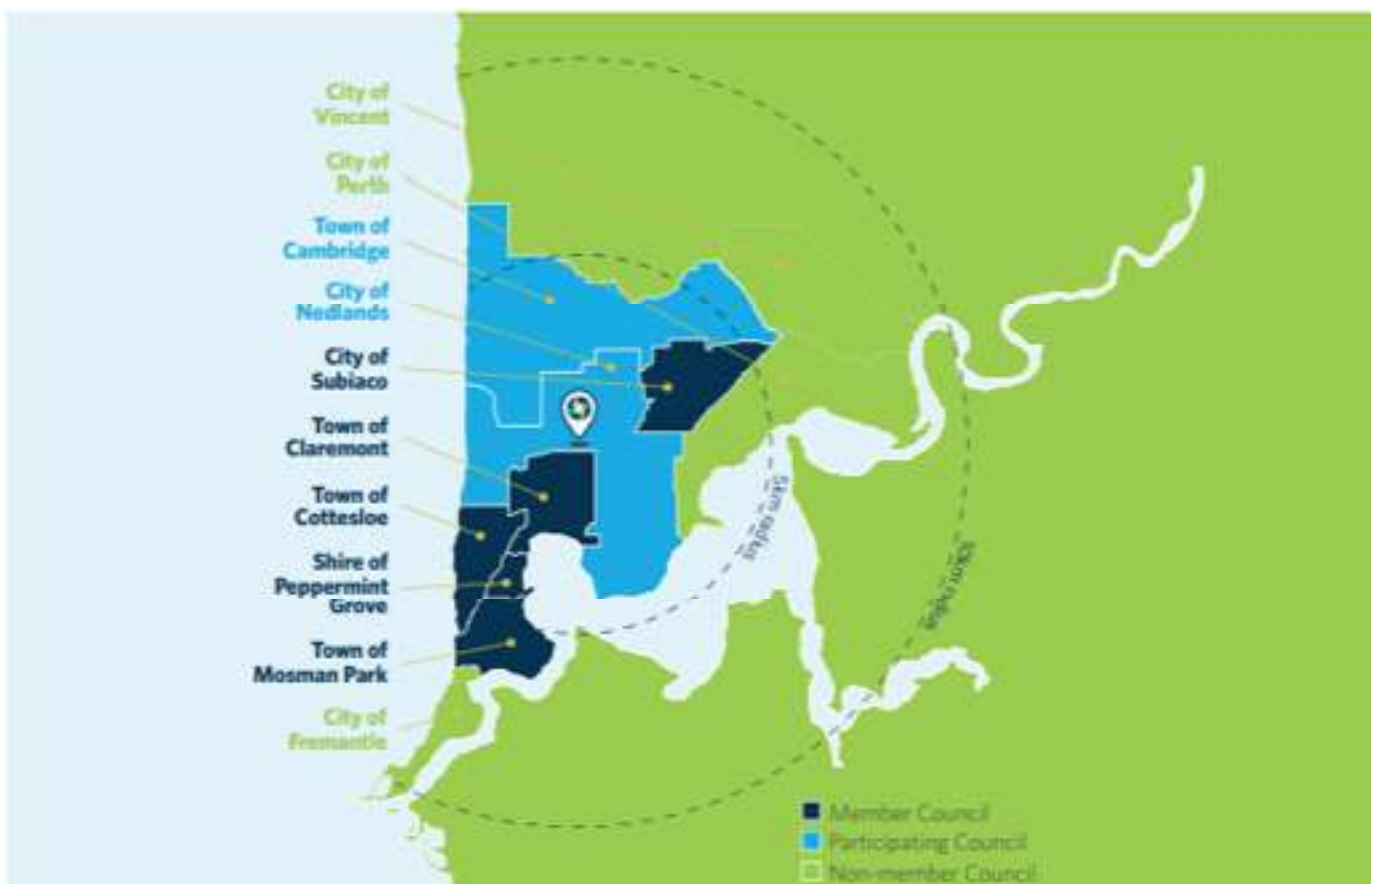 City of
Vincent
City of
Perth
Town of
Cambridge
City of
Nedlands
City of
Subiaco
Town of
Claremont
Town of
Cottesloe
Shire of
Peppermint
Grove
Town of
Mosman Park
City of
Fremantle
5km radius
10km radius
Member Council
Participating Council
Non-member Council